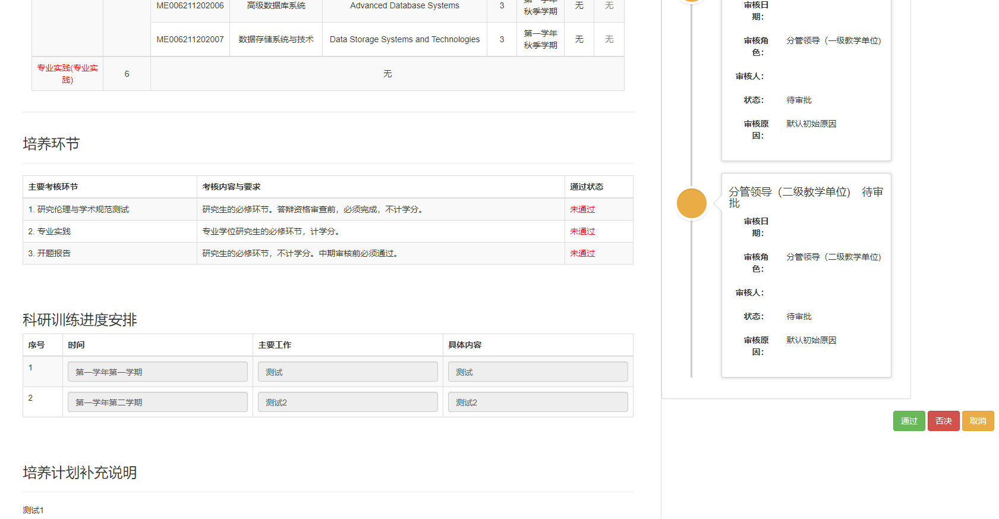 ME006211202006 高级数据库系统 Advanced Database Systems 3 秋季学期 无 无
ME006211202007 数据存储系统与技术 Data Storage Systems and Technologies 3 第一学年 秋季学期 无 无
专业实践(专业实
践)
6
无
培养环节
主要考核环节 考核内容与要求 通过状态
1. 研究伦理与学术规范测试 研究生的必修环节。答辩资格审查前，必须完成，不计学分。 未通过
2. 专业实践 专业学位研究生的必修环节，计学分。 未通过
3. 开题报告 研究生的必修环节，不计学分。中期审核前必须通过。 未通过
科研训练进度安排
序号 时间 主要工作 具体内容
1 第一学年第一学期 测试 测试
2 第一学年第二学期 测试2 测试2
培养计划补充说明
测试1
审核日
期：
审核角
色：
分管领导（一级教学单位)
审核人：
状态： 待审批
审核原
因：
默认初始原因
分管领导（二级教学单位) 待审
批
审核日
期：
审核角
色：
分管领导（二级教学单位)
审核人：
状态： 待审批
审核原
因：
默认初始原因
通过 否决 取消